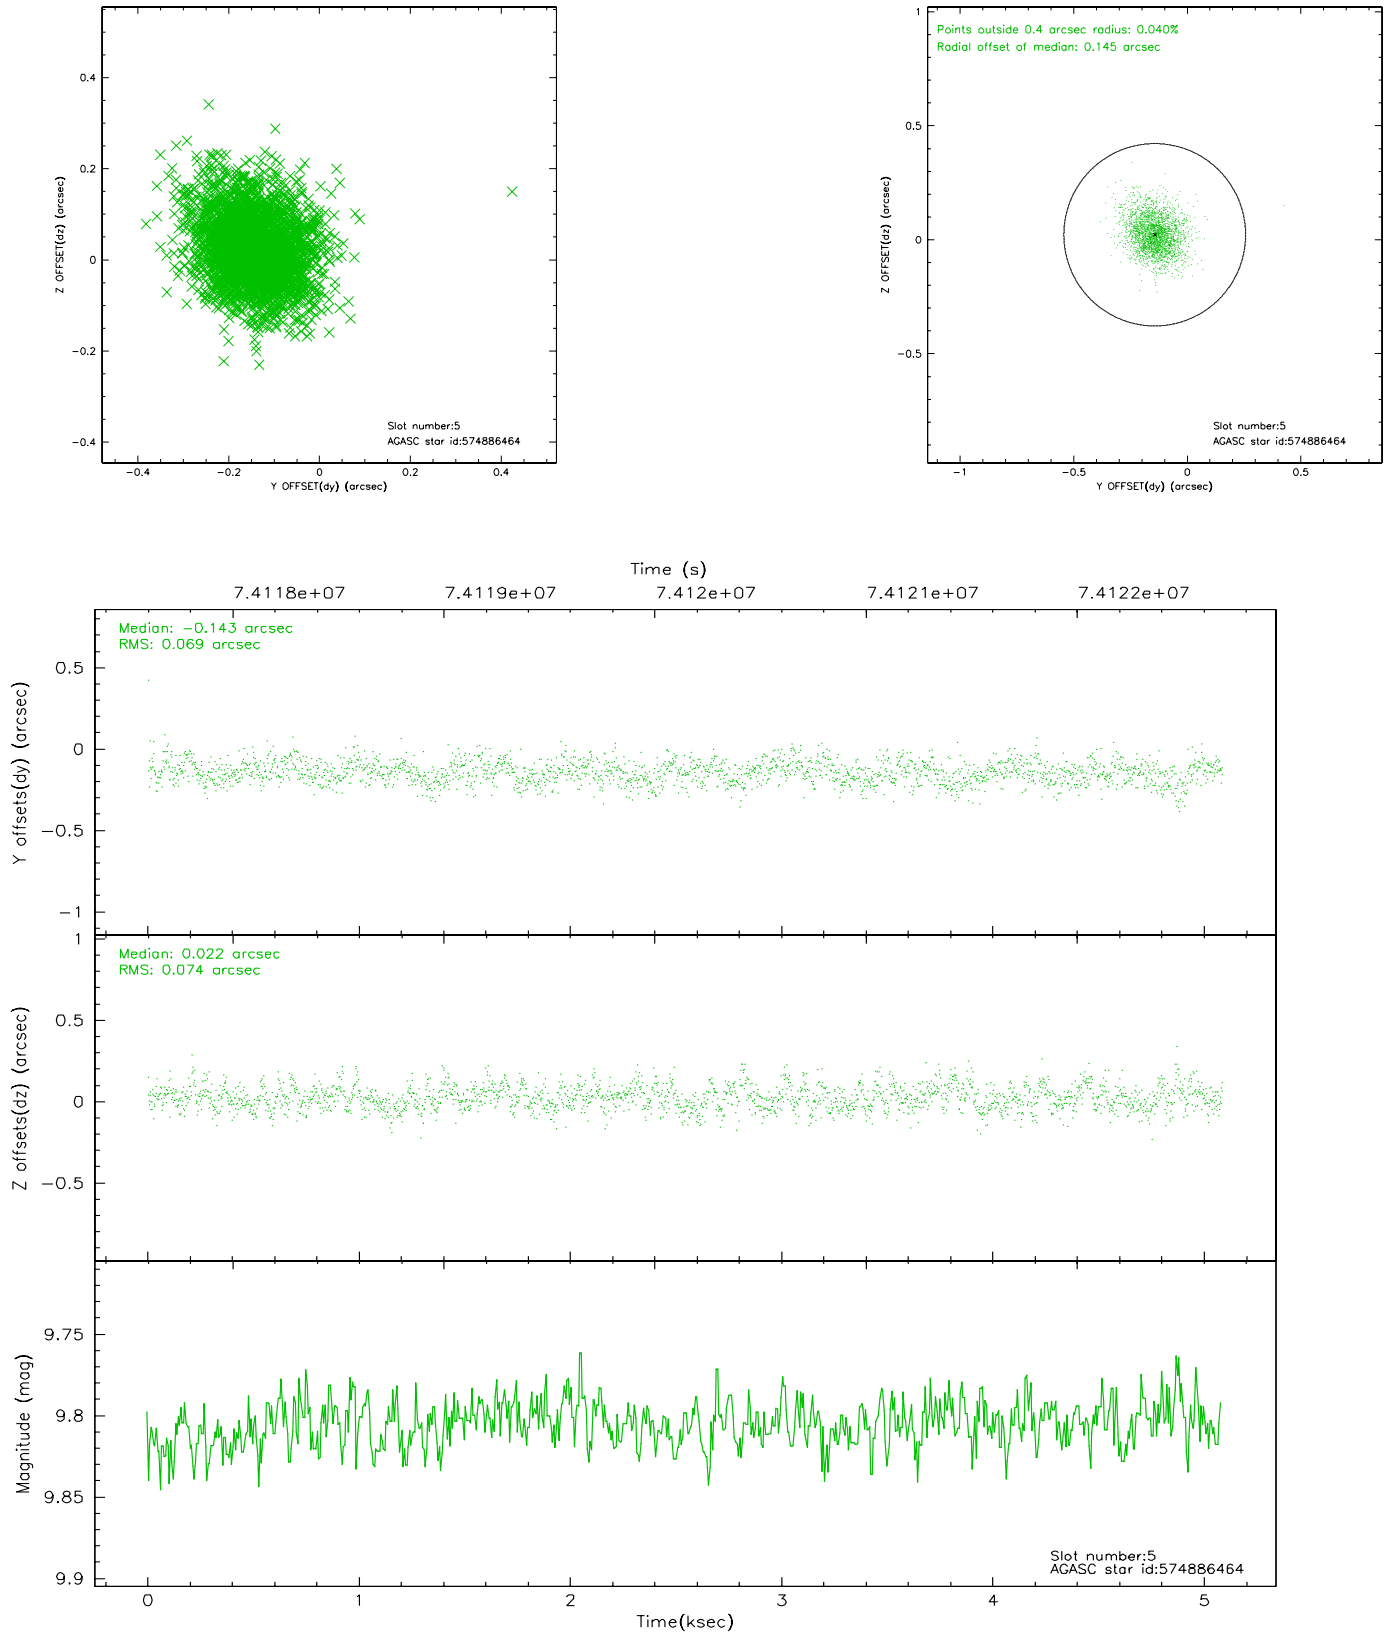 0.4
0.2
0
−0.2
−0.4
Z OFFSET(dz) (arcsec)
Slot number:5
AGASC star id:574886464
−0.4 −0.2 0 0.2 0.4
Y OFFSET(dy) (arcsec)
Points outside 0.4 arcsec radius: 0.040%
Radial offset of median: 0.145 arcsec
1
0.5
0
−0.5
Z OFFSET(dz) (arcsec)
Slot number:5
AGASC star id:574886464
−1 −0.5 0 0.5
Y OFFSET(dy) (arcsec)
Time (s)
7.4118e+07 7.4119e+07 7.412e+07 7.4121e+07 7.4122e+07
Median: −0.143 arcsec
RMS: 0.069 arcsec
0.5
0
−0.5
−1
Y offsets(dy) (arcsec)
Median: 0.022 arcsec
RMS: 0.074 arcsec
1
0.5
0
−0.5
Z offsets(dz) (arcsec)
9.75
9.8
9.85
9.9
Magnitude (mag)
Slot number:5
AGASC star id:574886464
0 1 2 3 4 5
Time(ksec)